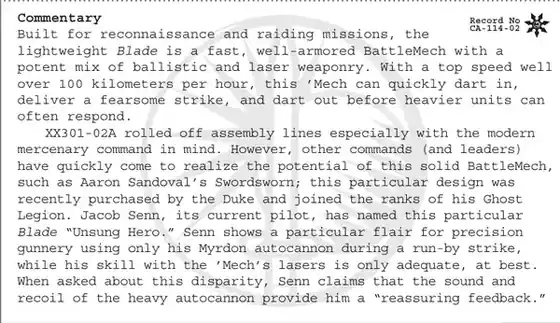 Commentary
Record No
CA-114-02
Built for reconnaissance and raiding missions, the
lightweight Blade is a fast, well-armored BattleMech with a
potent mix of ballistic and laser weaponry. With a top speed well
over 100 kilometers per hour, this 'Mech can quickly dart in,
deliver a fearsome strike, and dart out before heavier units can
often respond.
XX301-02A rolled off assembly lines especially with the modern
mercenary command in mind. However, other commands (and leaders)
have quickly come to realize the potential of this solid BattleMech,
such as Aaron Sandoval's Swordsworn; this particular design was
recently purchased by the Duke and joined the ranks of his Ghost
Legion. Jacob Senn, its current pilot, has named this particular
Blade "Unsung Hero." Senn shows a particular flair for precision
gunnery using only his Myrdon autocannon during a run-by strike,
while his skill with the 'Mech's lasers is only adequate, at best.
When asked about this disparity, Senn claims that the sound and
recoil of the heavy autocannon provide him a "reassuring feedback."